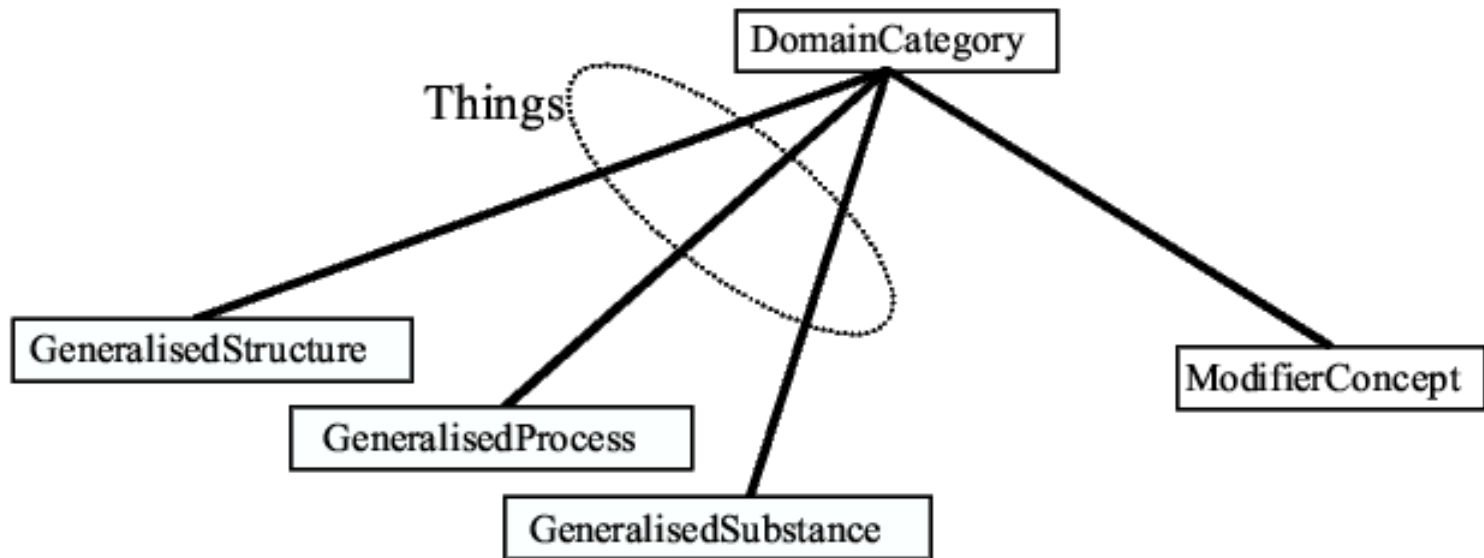 DomainCategory
Things
GeneralisedStructure
ModifierConcept
GeneralisedProcess
GeneralisedSubstance